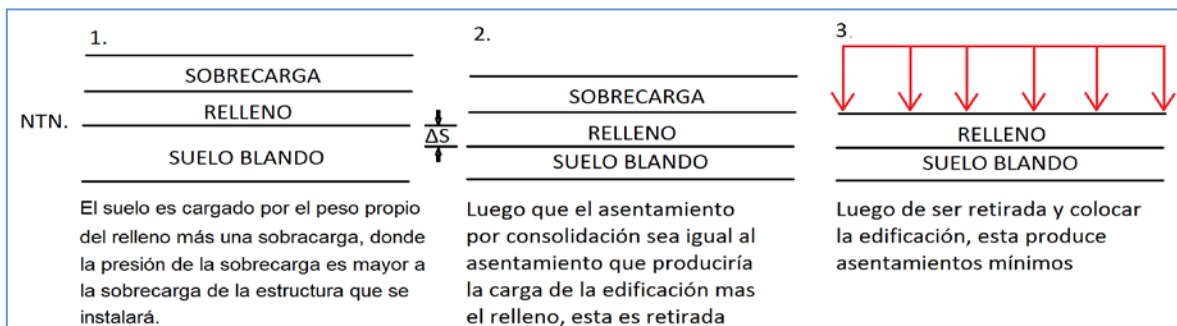 1.
SOBRECARGA
RELLENO
NTN.
SUELO BLANDO
El suelo es cargado por el peso propio
del relleno más una sobracarga, donde
la presión de la sobrecarga es mayor a
la sobrecarga de la estructura que se
instalará.
2.
SOBRECARGA
ΔS
RELLENO
SUELO BLANDO
Luego que el asentamiento
por consolidación sea igual al
asentamiento que produciría
la carga de la edificación mas
el relleno, esta es retirada
3.
RELLENO
SUELO BLANDO
Luego de ser retirada y colocar
la edificación, esta produce
asentamientos mínimos